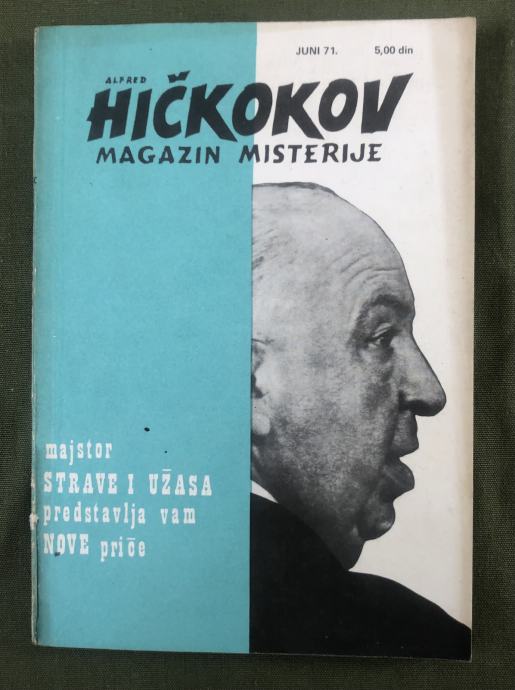 JUNI 71. 5,00 din
ALFRED
HIČKOKOV
MAGAZIN MISTERIJE
majstor
STRAVE I UŽASA
predstavlja vam
NOVE priče